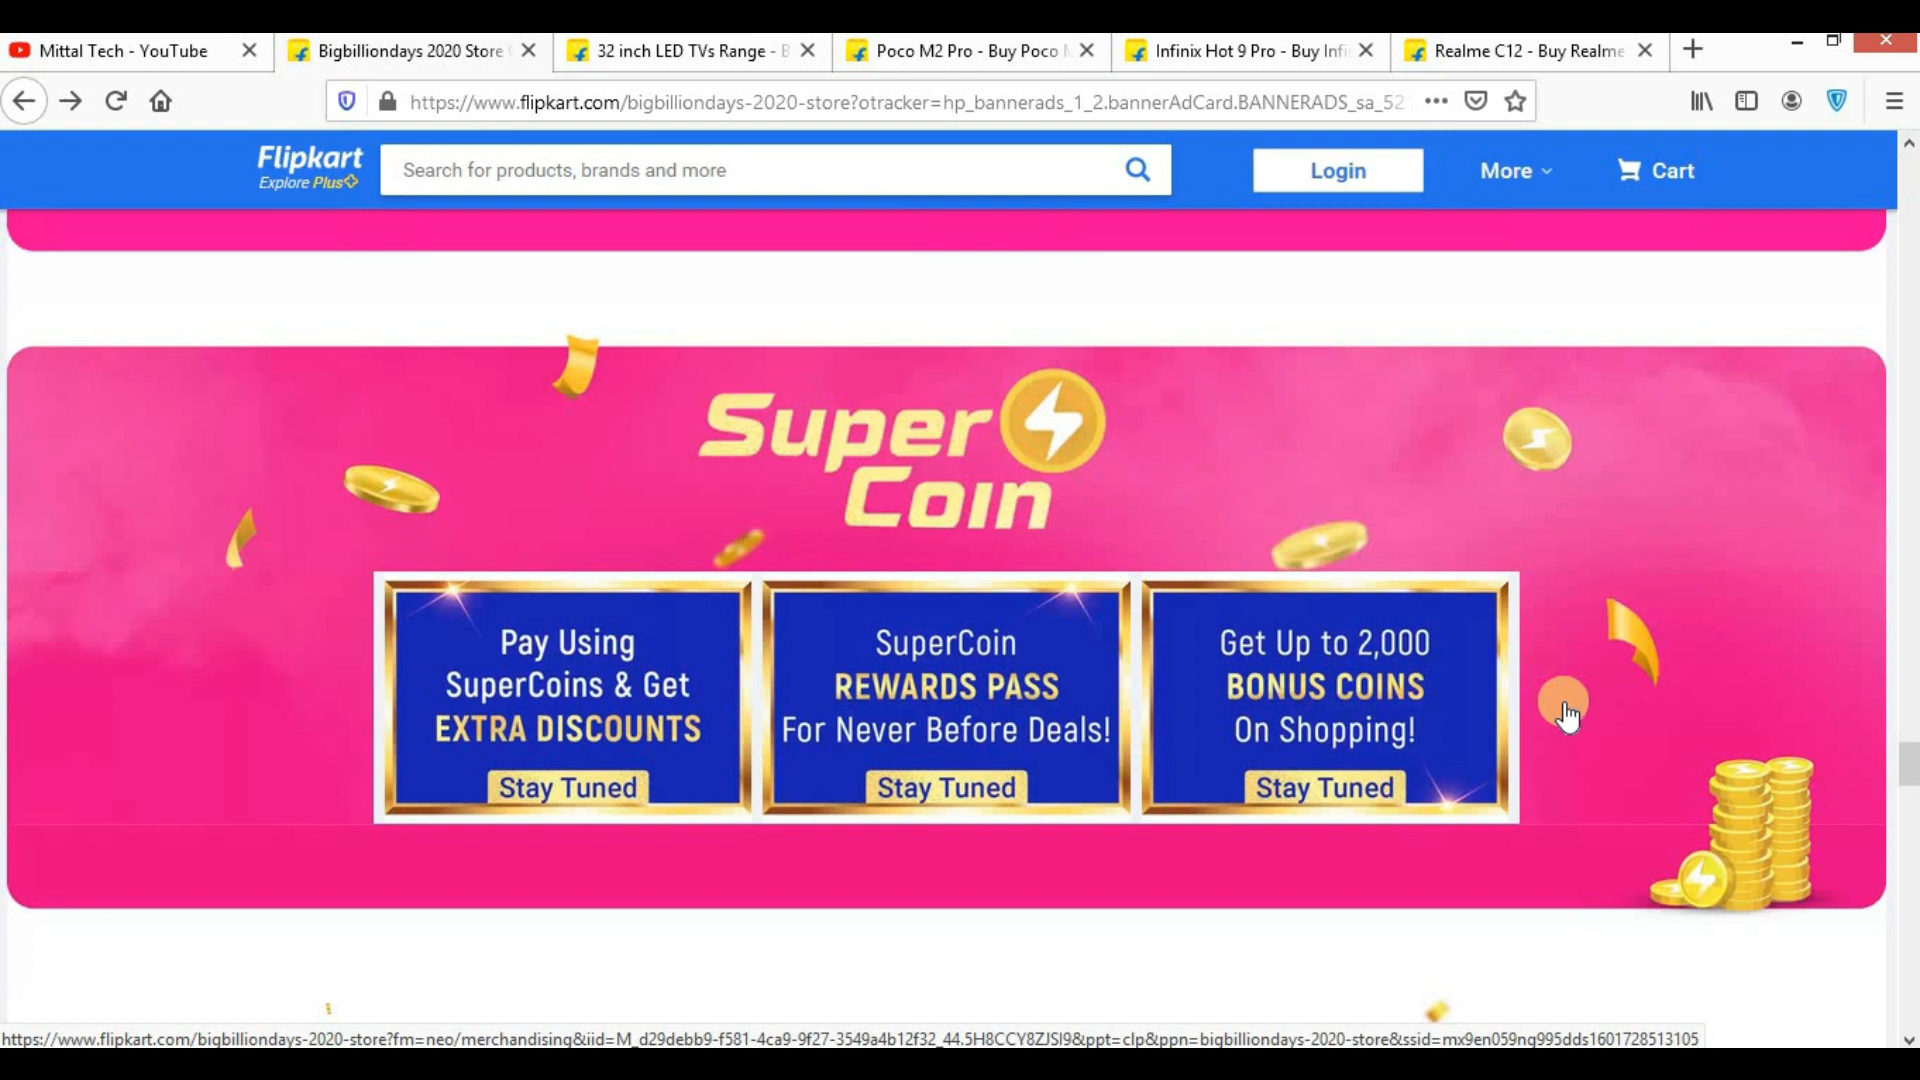 Mittal Tech - YouTube
Bigbilliondays 2020 Store
32 inch LED TVs Range - B
Poco M2 Pro - Buy Poco
Infinix Hot 9 Pro - Buy Infi
Realme C12 - Buy Realme
https://www.flipkart.com/bigbilliondays-2020-store?otracker=hp_bannerads_1_2.bannerAdCard.BANNERADS_sa_52
Flipkart
Explore Plus
Search for products, brands and more
Login
More
Cart
Super
Coin
Pay Using
SuperCoins & Get
EXTRA DISCOUNTS
Stay Tuned
SuperCoin
REWARDS PASS
For Never Before Deals!
Stay Tuned
Get Up to 2,000
BONUS COINS
On Shopping!
Stay Tuned
https://www.flipkart.com/bigbilliondays-2020-store?fm=neo/merchandising&iid=M_d29debb9-f581-4ca9-9f27-3549a4b12f32_44.5H8CCY8ZJSI9&ppt=clp&ppn=bigbilliondays-2020-store&ssid=mx9en059nq995dds1601728513105